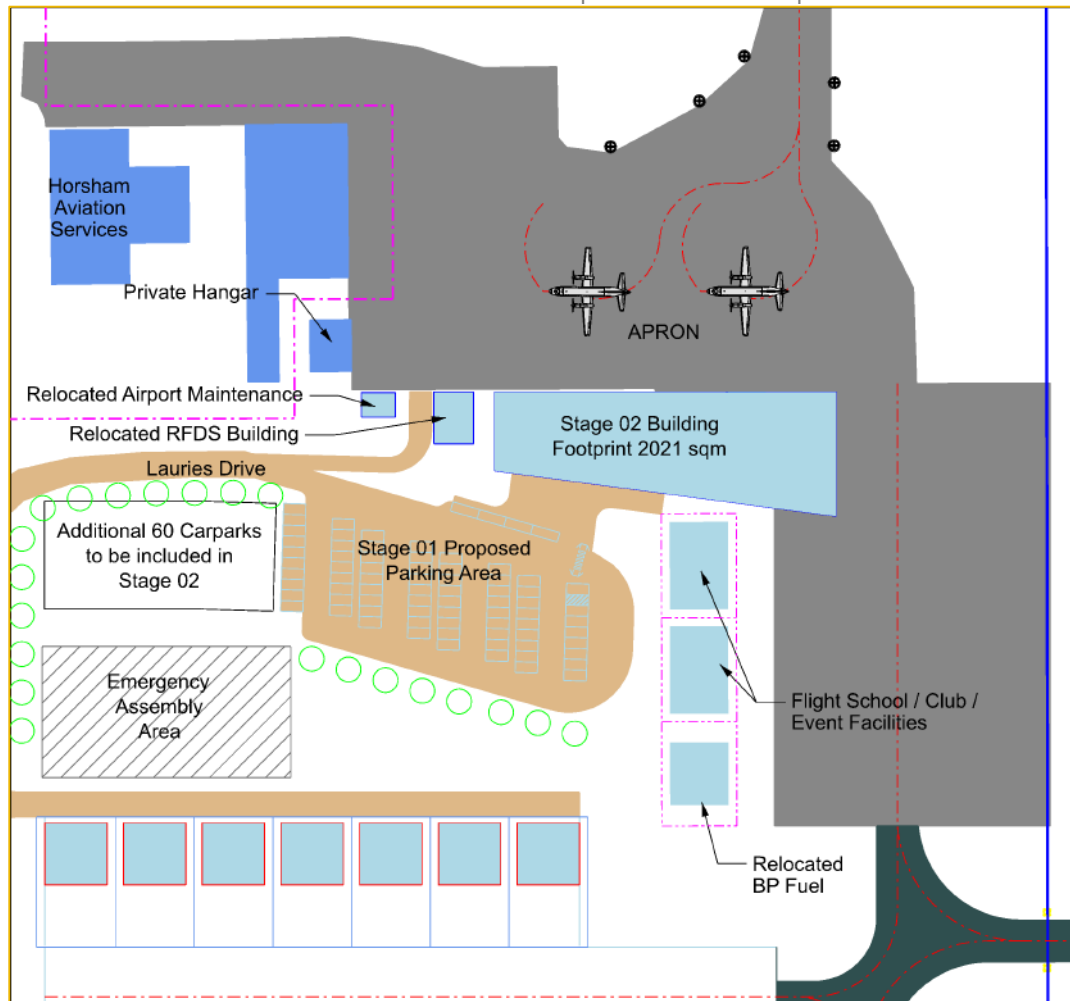 Horsham
Aviation
Services
Private Hangar
APRON
Relocated Airport Maintenance
Relocated RFDS Building
Stage 02 Building
Footprint 2021 sqm
Lauries Drive
Additional 60 Carparks
to be included in
Stage 02
Stage 01 Proposed
Parking Area
Emergency
Assembly
Area
Flight School / Club /
Event Facilities
Relocated
BP Fuel